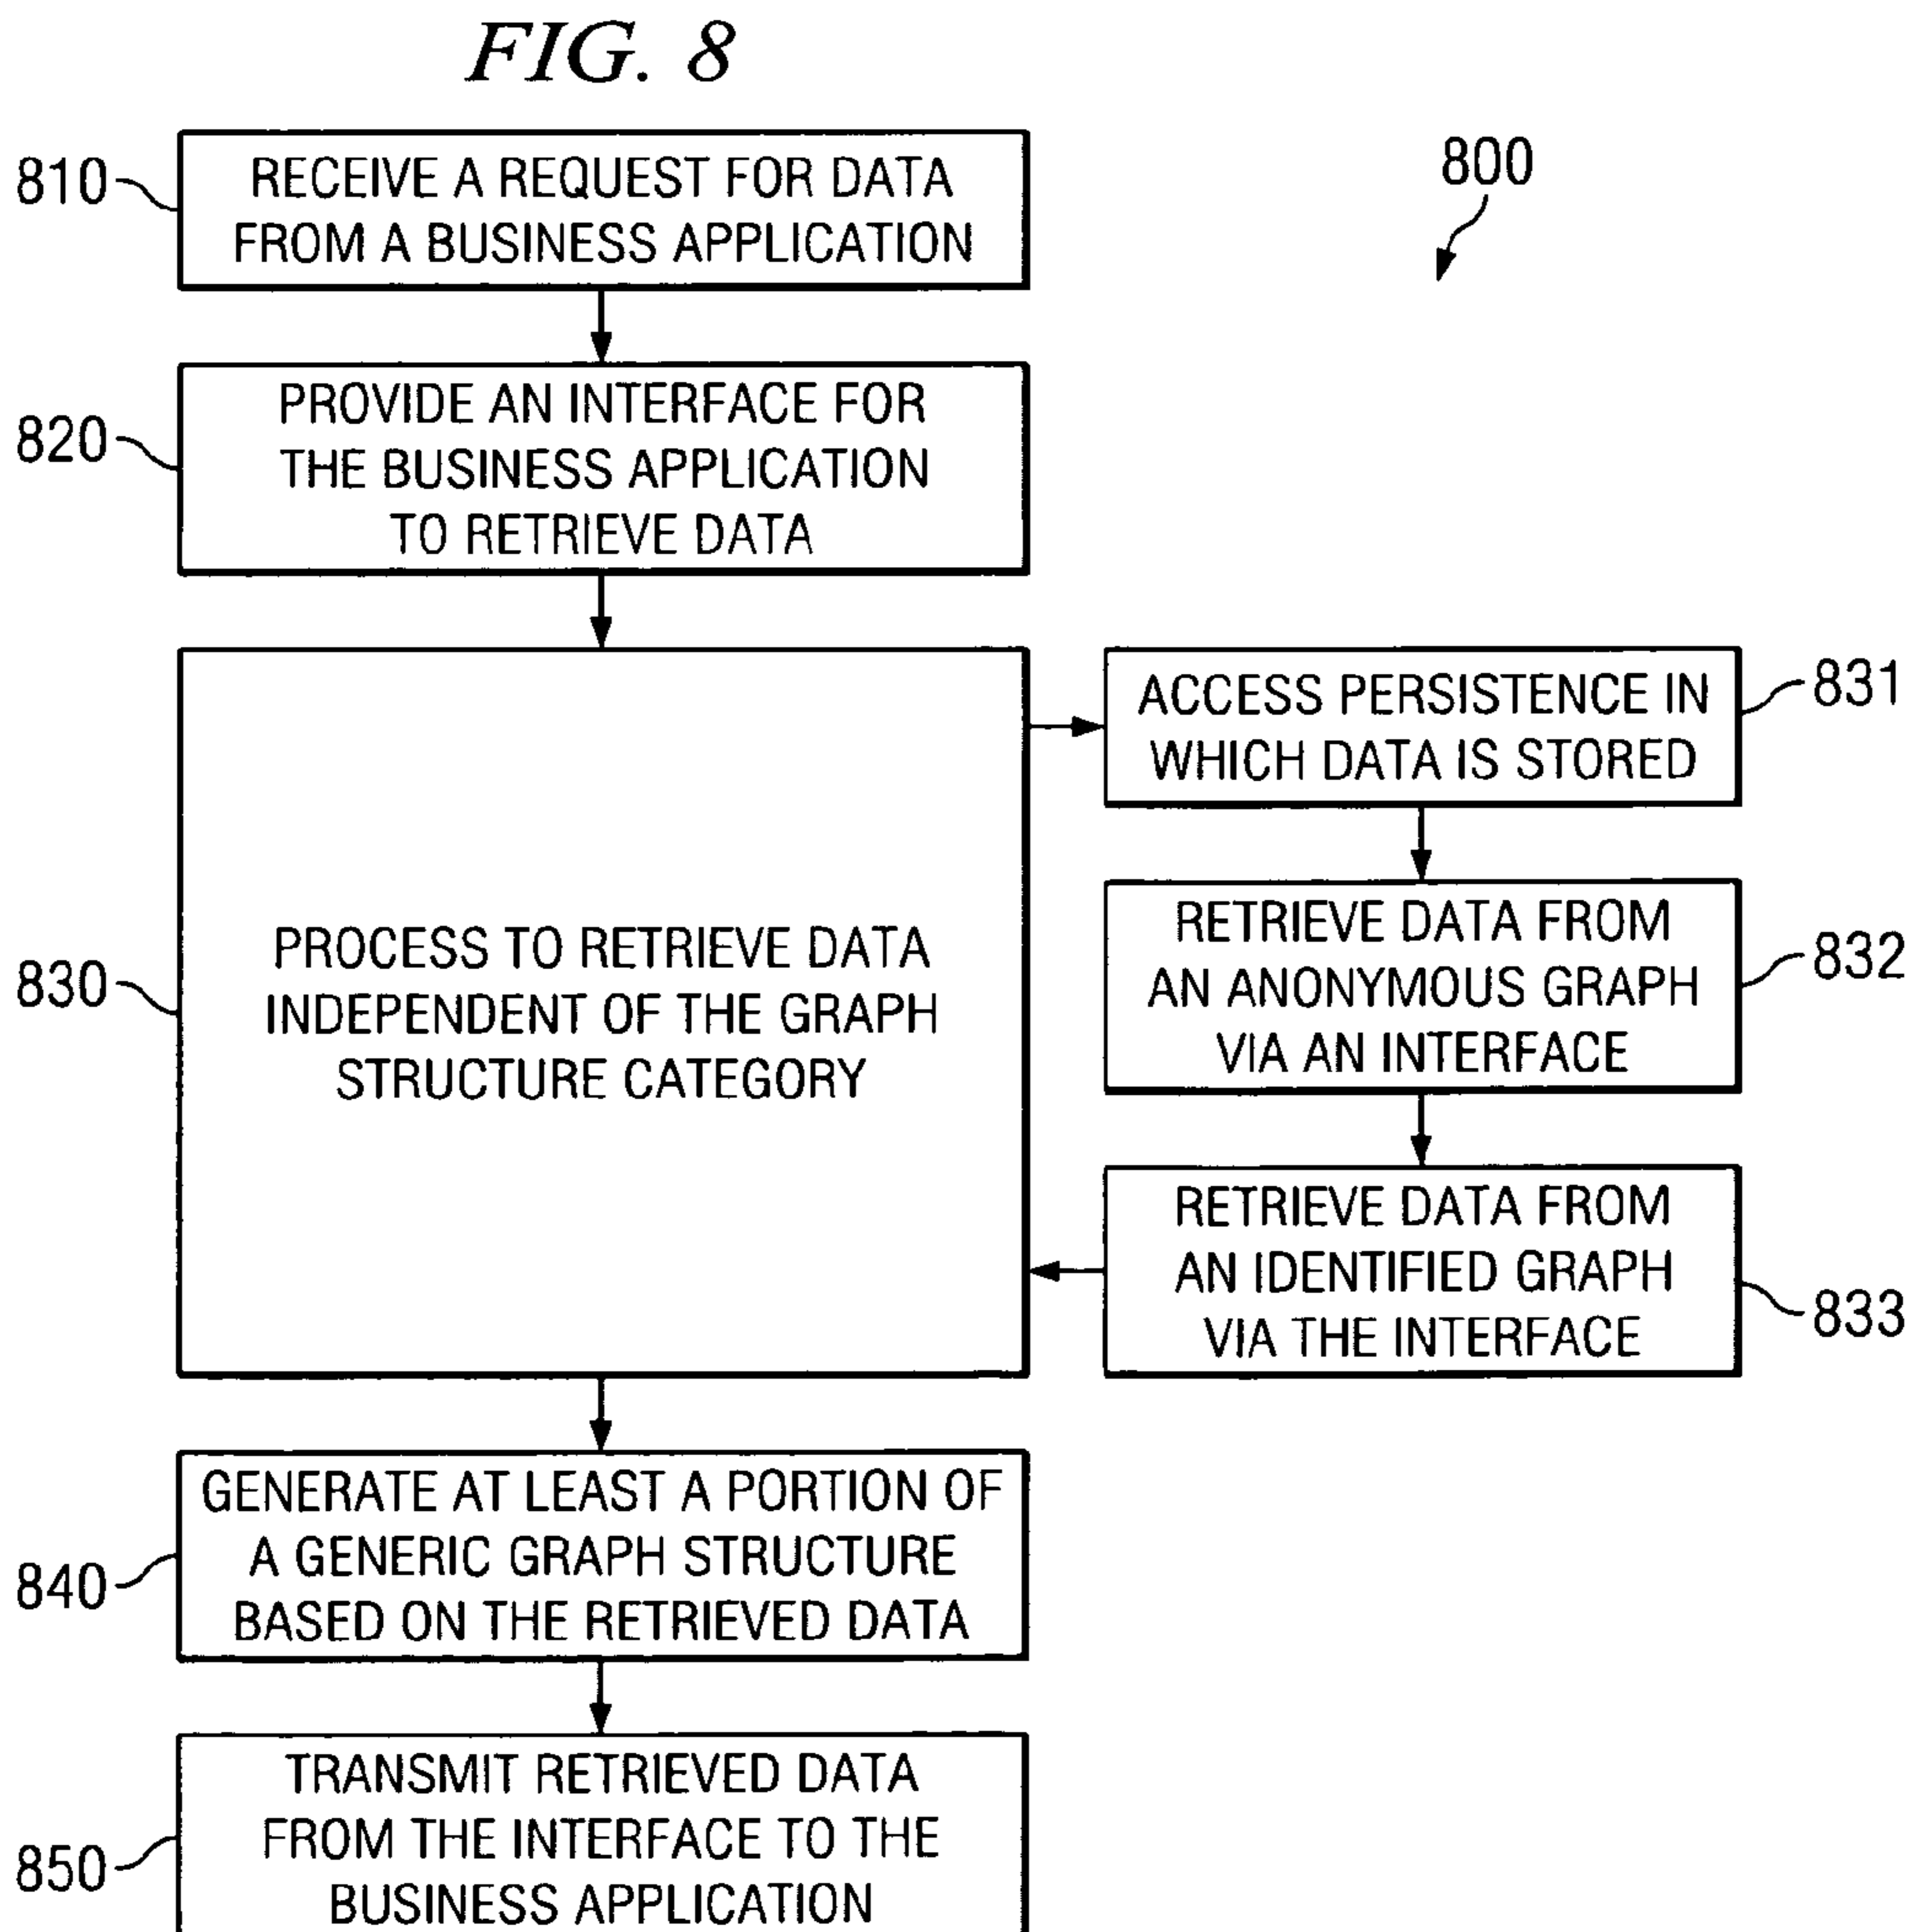 FIG. 8
800
810
RECEIVE A REQUEST FOR DATA
FROM A BUSINESS APPLICATION
820
PROVIDE AN INTERFACE FOR
THE BUSINESS APPLICATION
TO RETRIEVE DATA
830
PROCESS TO RETRIEVE DATA
INDEPENDENT OF THE GRAPH
STRUCTURE CATEGORY
831
ACCESS PERSISTENCE IN
WHICH DATA IS STORED
832
RETRIEVE DATA FROM
AN ANONYMOUS GRAPH
VIA AN INTERFACE
833
RETRIEVE DATA FROM
AN IDENTIFIED GRAPH
VIA THE INTERFACE
840
GENERATE AT LEAST A PORTION OF
A GENERIC GRAPH STRUCTURE
BASED ON THE RETRIEVED DATA
850
TRANSMIT RETRIEVED DATA
FROM THE INTERFACE TO THE
BUSINESS APPLICATION